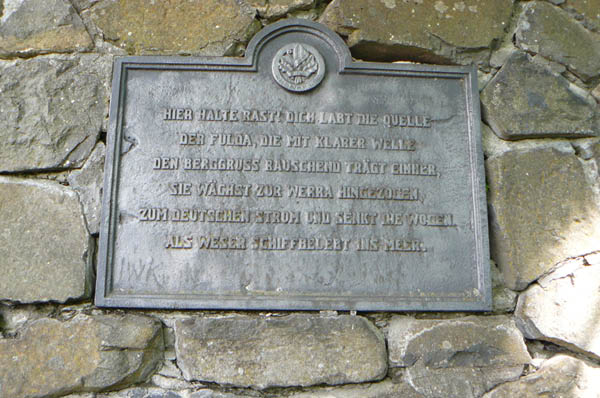 HIER HALTE RAST! DICH LABT DIE QUELLE
DER FULDA, DIE MIT KLARER WELLE
DEN BERGGRUSS RAUSCHEND TRÄGT EINHER,
SIE WÄCHST ZUR WERRA HINGEZOGEN,
ZUM DEUTSCHEN STROM UND SENKT IHE WOGEN
ALS WESER SCHIFFBELEBT INS MEER.